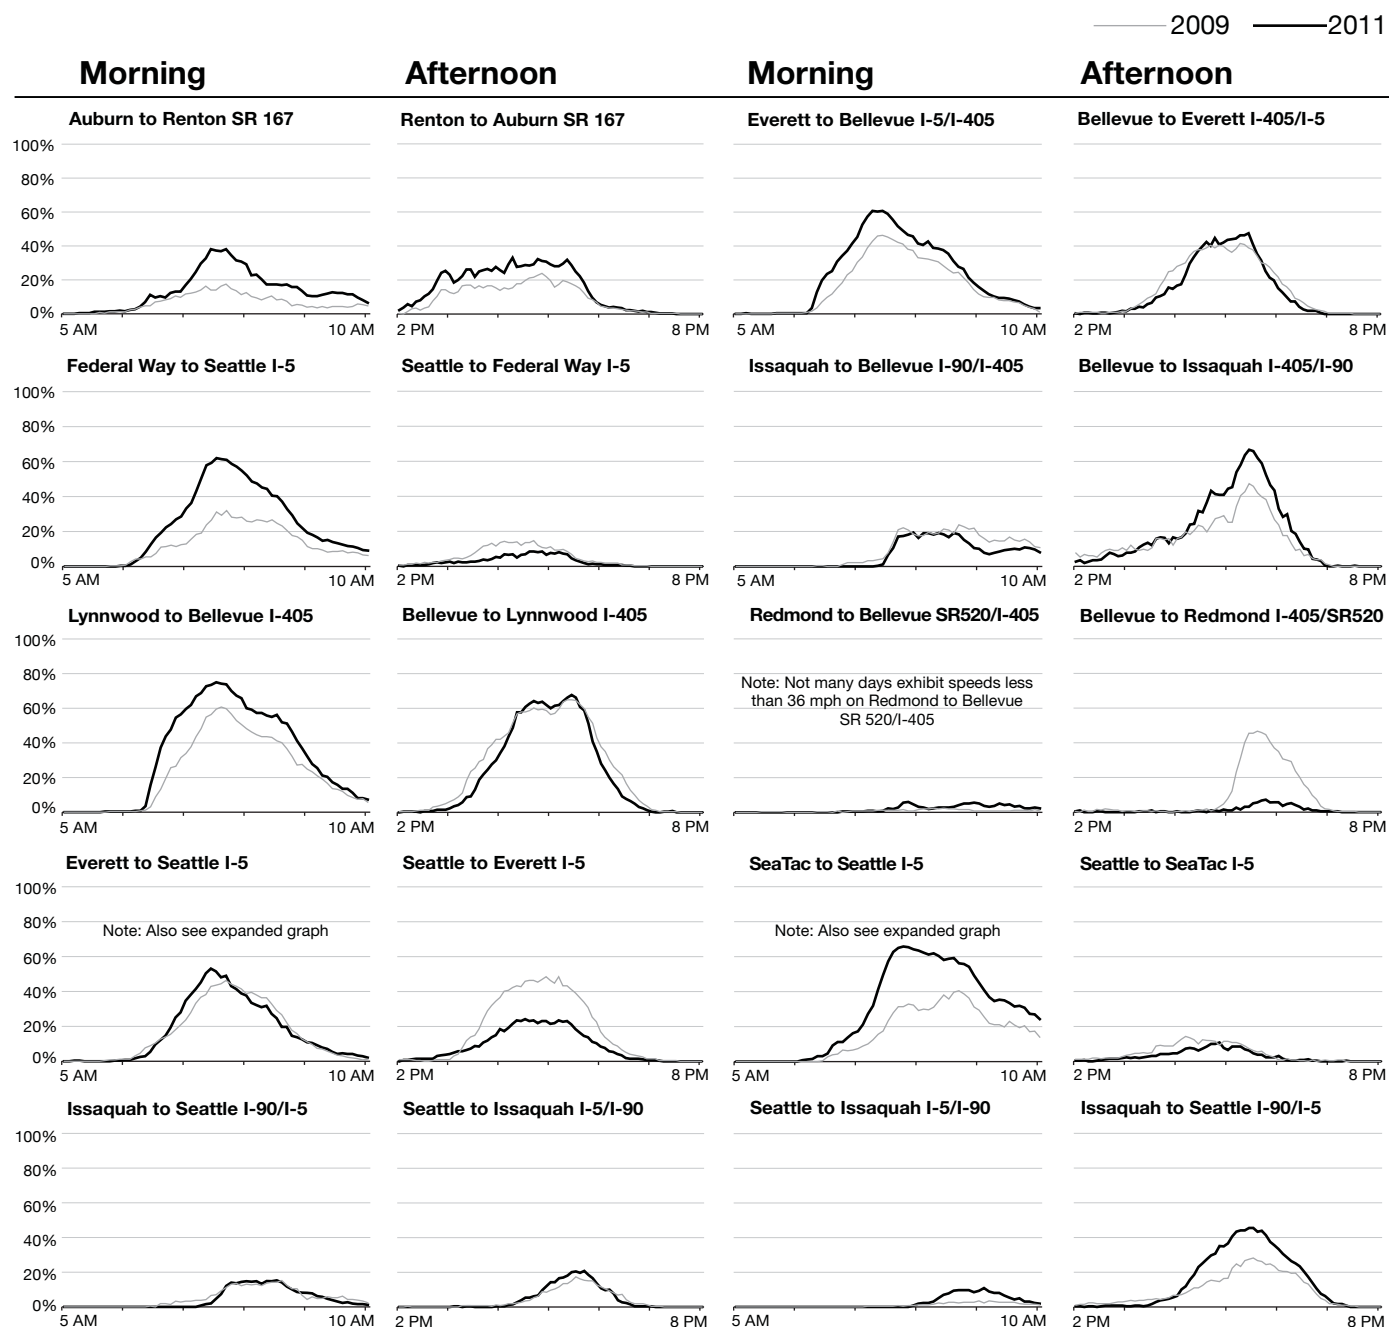 2009 2011
Morning Afternoon Morning Afternoon
Auburn to Renton SR 167 Renton to Auburn SR 167 Everett to Bellevue I-5/I-405 Bellevue to Everett I-405/I-5
100%
80%
60%
40%
20%
0%
5 AM 10 AM 2 PM 8 PM 5 AM 10 AM 2 PM 8 PM
Federal Way to Seattle I-5 Seattle to Federal Way I-5 Issaquah to Bellevue I-90/I-405 Bellevue to Issaquah I-405/I-90
100%
80%
60%
40%
20%
0%
5 AM 10 AM 2 PM 8 PM 5 AM 10 AM 2 PM 8 PM
Lynnwood to Bellevue I-405 Bellevue to Lynnwood I-405 Redmond to Bellevue SR520/I-405 Bellevue to Redmond I-405/SR520
100%
80%
Note: Not many days exhibit speeds less
than 36 mph on Redmond to Bellevue
SR 520/I-405
60%
40%
20%
0%
5 AM 10 AM 2 PM 8 PM 5 AM 10 AM 2 PM 8 PM
Everett to Seattle I-5 Seattle to Everett I-5 SeaTac to Seattle I-5 Seattle to SeaTac I-5
100%
80%
Note: Also see expanded graph Note: Also see expanded graph
60%
40%
20%
0%
5 AM 10 AM 2 PM 8 PM 5 AM 10 AM 2 PM 8 PM
Issaquah to Seattle I-90/I-5 Seattle to Issaquah I-5/I-90 Seattle to Issaquah I-5/I-90 Issaquah to Seattle I-90/I-5
100%
80%
60%
40%
20%
0%
5 AM 10 AM 2 PM 8 PM 5 AM 10 AM 2 PM 8 PM